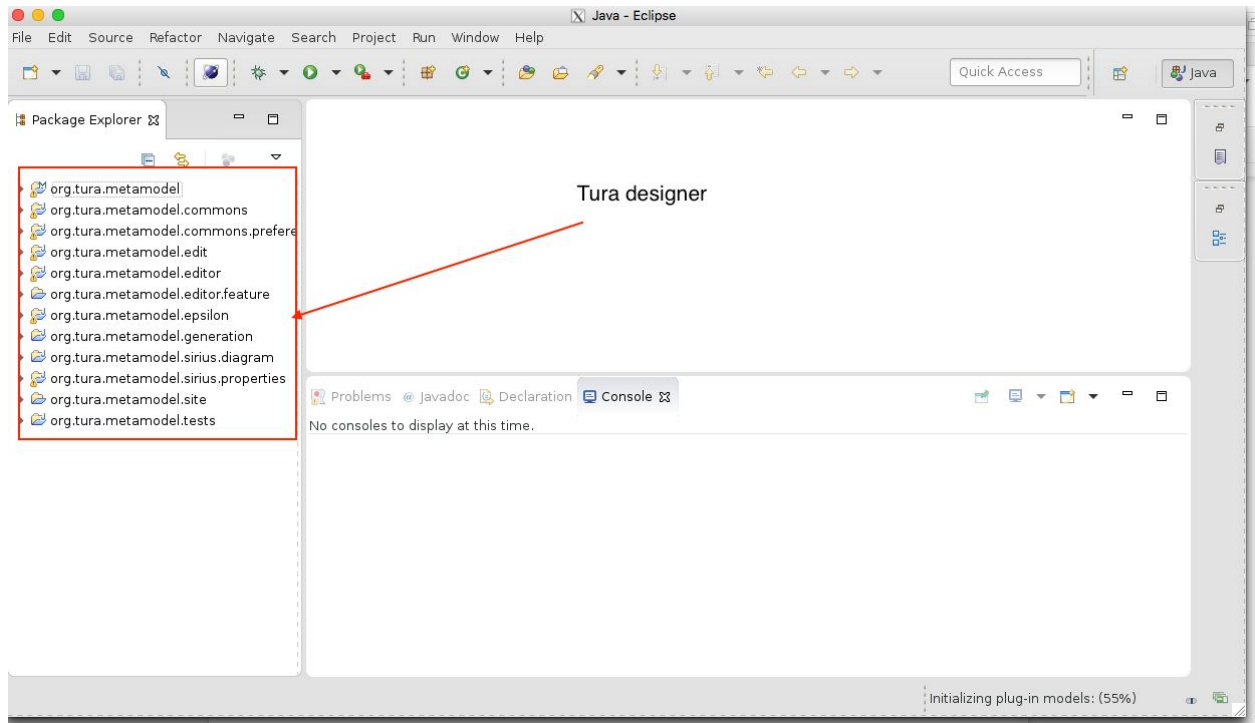 Java - Eclipse
File Edit Source Refactor Navigate Search Project Run Window Help
Quick Access
Java
Package Explorer
org.tura.metamodel
org.tura.metamodel.commons
org.tura.metamodel.commons.prefere
org.tura.metamodel.edit
org.tura.metamodel.editor
org.tura.metamodel.editor.feature
org.tura.metamodel.epsilon
org.tura.metamodel.generation
org.tura.metamodel.sirius.diagram
org.tura.metamodel.sirius.properties
org.tura.metamodel.site
org.tura.metamodel.tests
Tura designer
Problems @ Javadoc Declaration Console
No consoles to display at this time.
Initializing plug-in models: (55%)